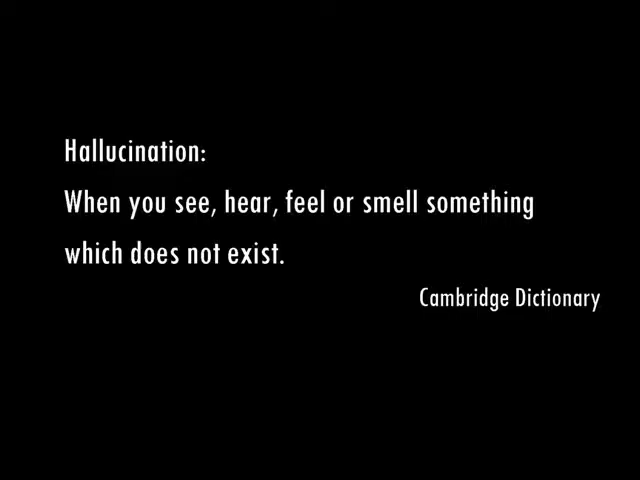 Hallucination:
When you see, hear, feel or smell something
which does not exist.
Cambridge Dictionary